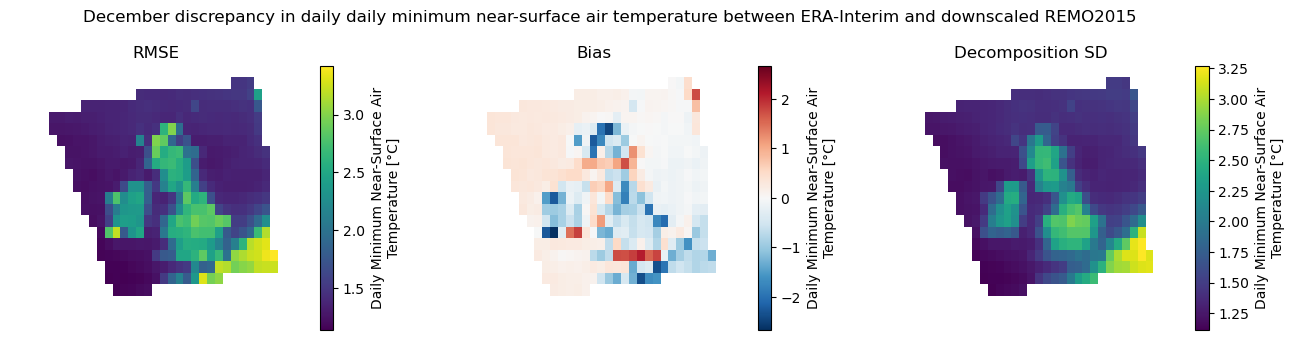 December discrepancy in daily daily minimum near-surface air temperature between ERA-Interim and downscaled REMO2015
RMSE
3.0
2.5
2.0
1.5
Daily Minimum Near-Surface Air
Temperature [°C]
Bias
2
1
0
−1
−2
Daily Minimum Near-Surface Air
Temperature [°C]
Decomposition SD
3.25
3.00
2.75
2.50
2.25
2.00
1.75
1.50
1.25
Daily Minimum Near-Surface Air
Temperature [°C]